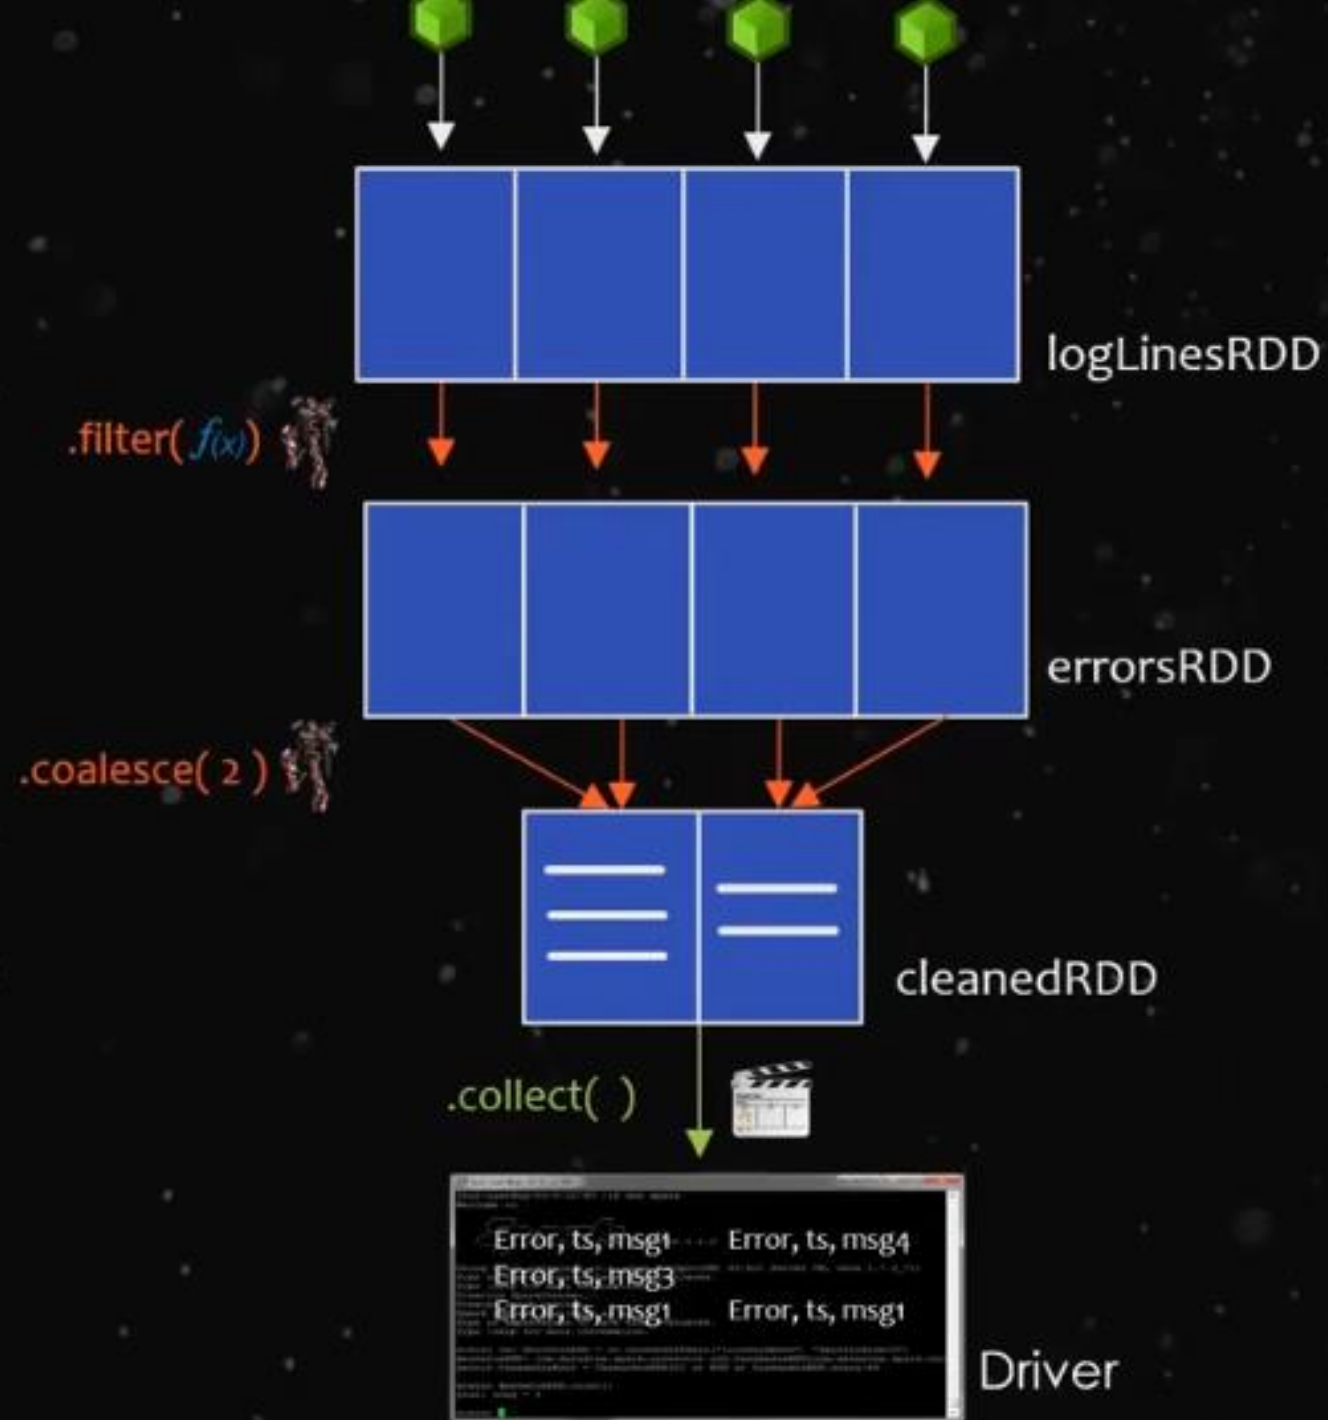 logLinesRDD
.filter( f(x) )
errorsRDD
.coalesce( 2 )
cleanedRDD
.collect( )
Error, ts, msg1 Error, ts, msg4
Error, ts, msg3
Error, ts, msg1 Error, ts, msg1
Driver